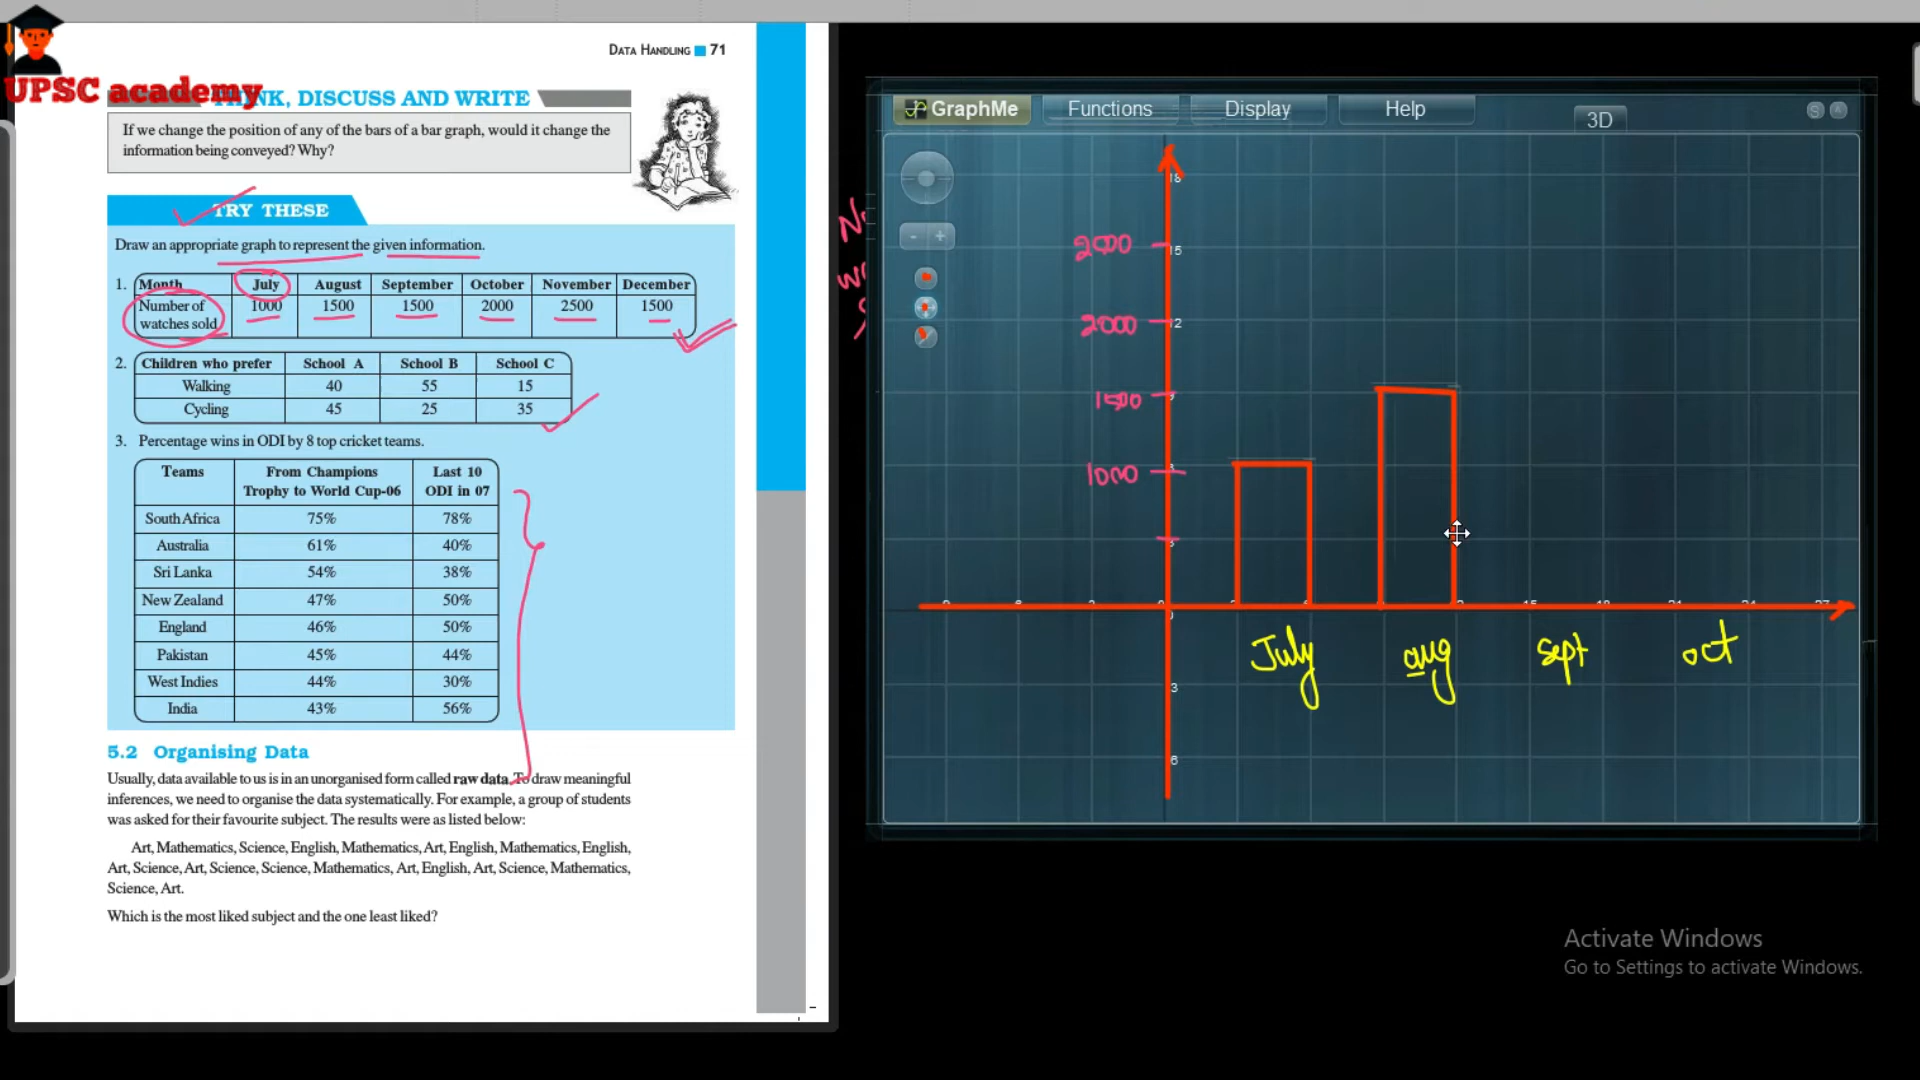 DATA HANDLING 71
UPSC academy
THINK, DISCUSS AND WRITE
If we change the position of any of the bars of a bar graph, would it change the
information being conveyed? Why?
TRY THESE
Draw an appropriate graph to represent the given information.
1. Month July August September October November December
Number of watches sold 1000 1500 1500 2000 2500 1500
2. Children who prefer School A School B School C
Walking 40 55 15
Cycling 45 25 35
3. Percentage wins in ODI by 8 top cricket teams.
Teams From Champions Trophy to World Cup-06 Last 10 ODI in 07
South Africa 75% 78%
Australia 61% 40%
Sri Lanka 54% 38%
New Zealand 47% 50%
England 46% 50%
Pakistan 45% 44%
West Indies 44% 30%
India 43% 56%
5.2 Organising Data
Usually, data available to us is in an unorganised form called raw data. To draw meaningful
inferences, we need to organise the data systematically. For example, a group of students
was asked for their favourite subject. The results were as listed below:
Art, Mathematics, Science, English, Mathematics, Art, English, Mathematics, English,
Art, Science, Art, Science, Science, Mathematics, Art, English, Art, Science, Mathematics,
Science, Art.
Which is the most liked subject and the one least liked?
GraphMe Functions Display Help 3D
S A
18
15
2000 12
1500
1000
July aug sept oct
3
6
Activate Windows
Go to Settings to activate Windows.